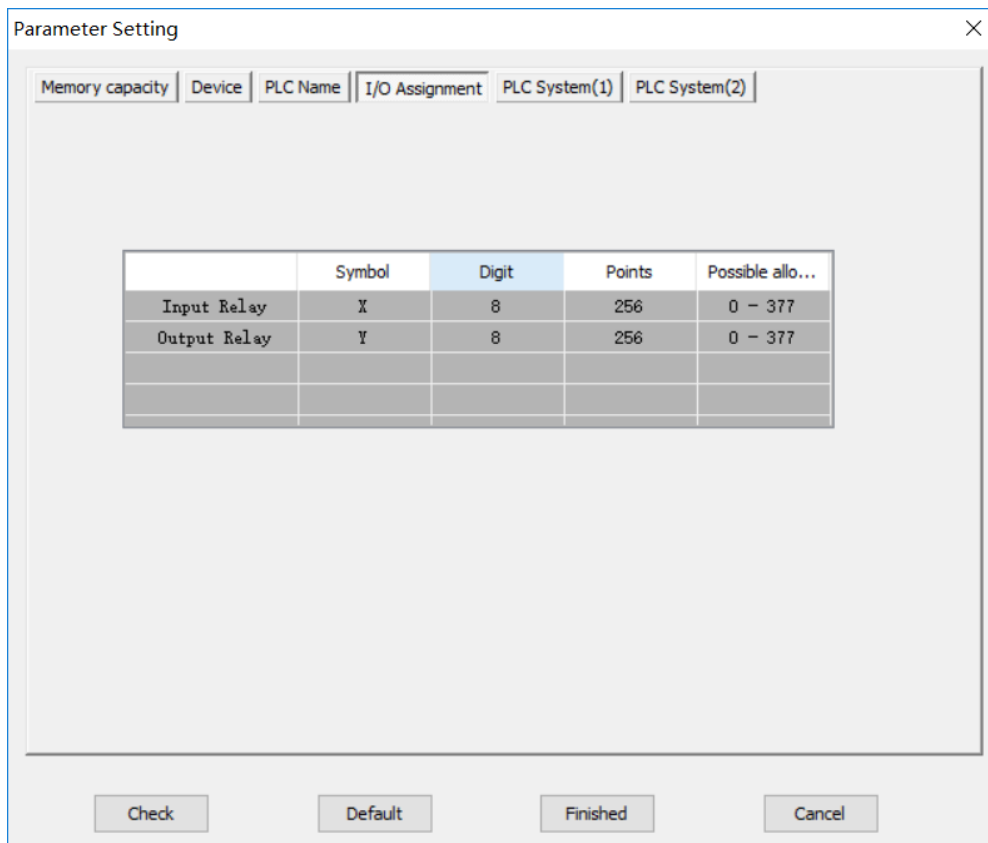 Parameter Setting
Memory capacity Device PLC Name I/O Assignment PLC System(1) PLC System(2)
Symbol Digit Points Possible allo...
Input Relay X 8 256 0 - 377
Output Relay Y 8 256 0 - 377
Check Default Finished Cancel